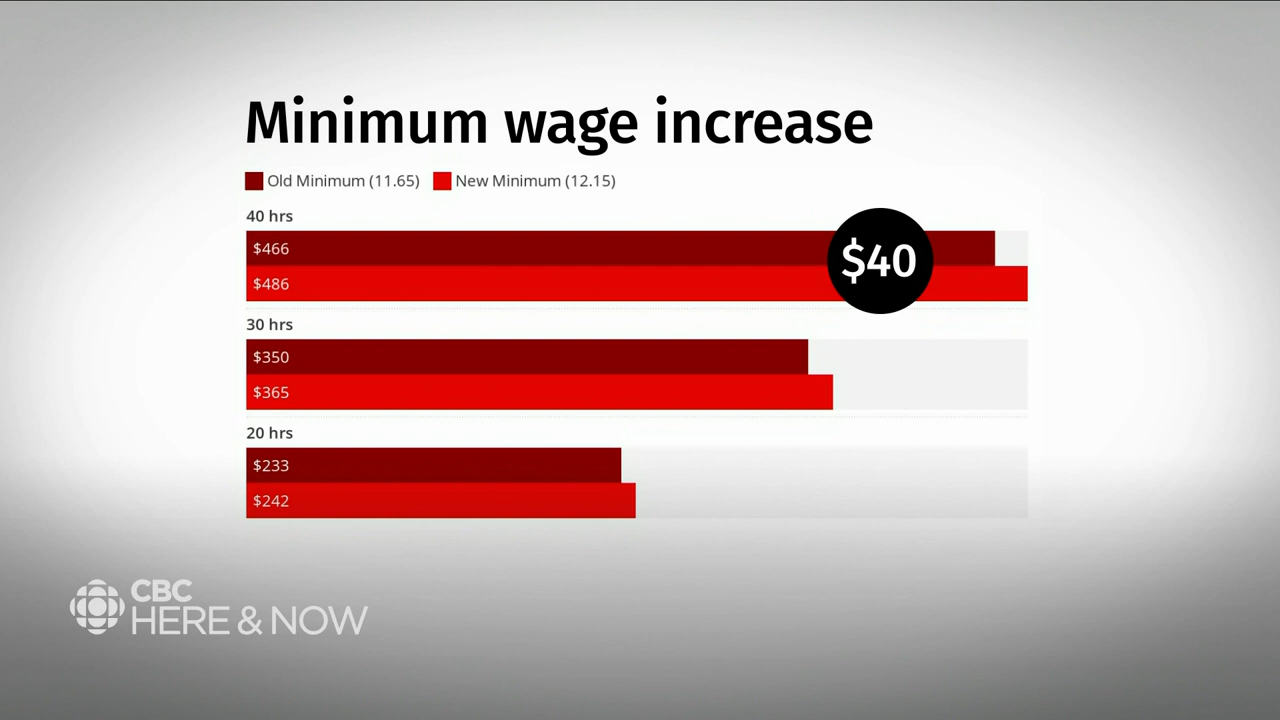 Minimum wage increase
Old Minimum (11.65) New Minimum (12.15)
40 hrs
$466
$40
$486
30 hrs
$350
$365
20 hrs
$233
$242
CBC
HERE & NOW